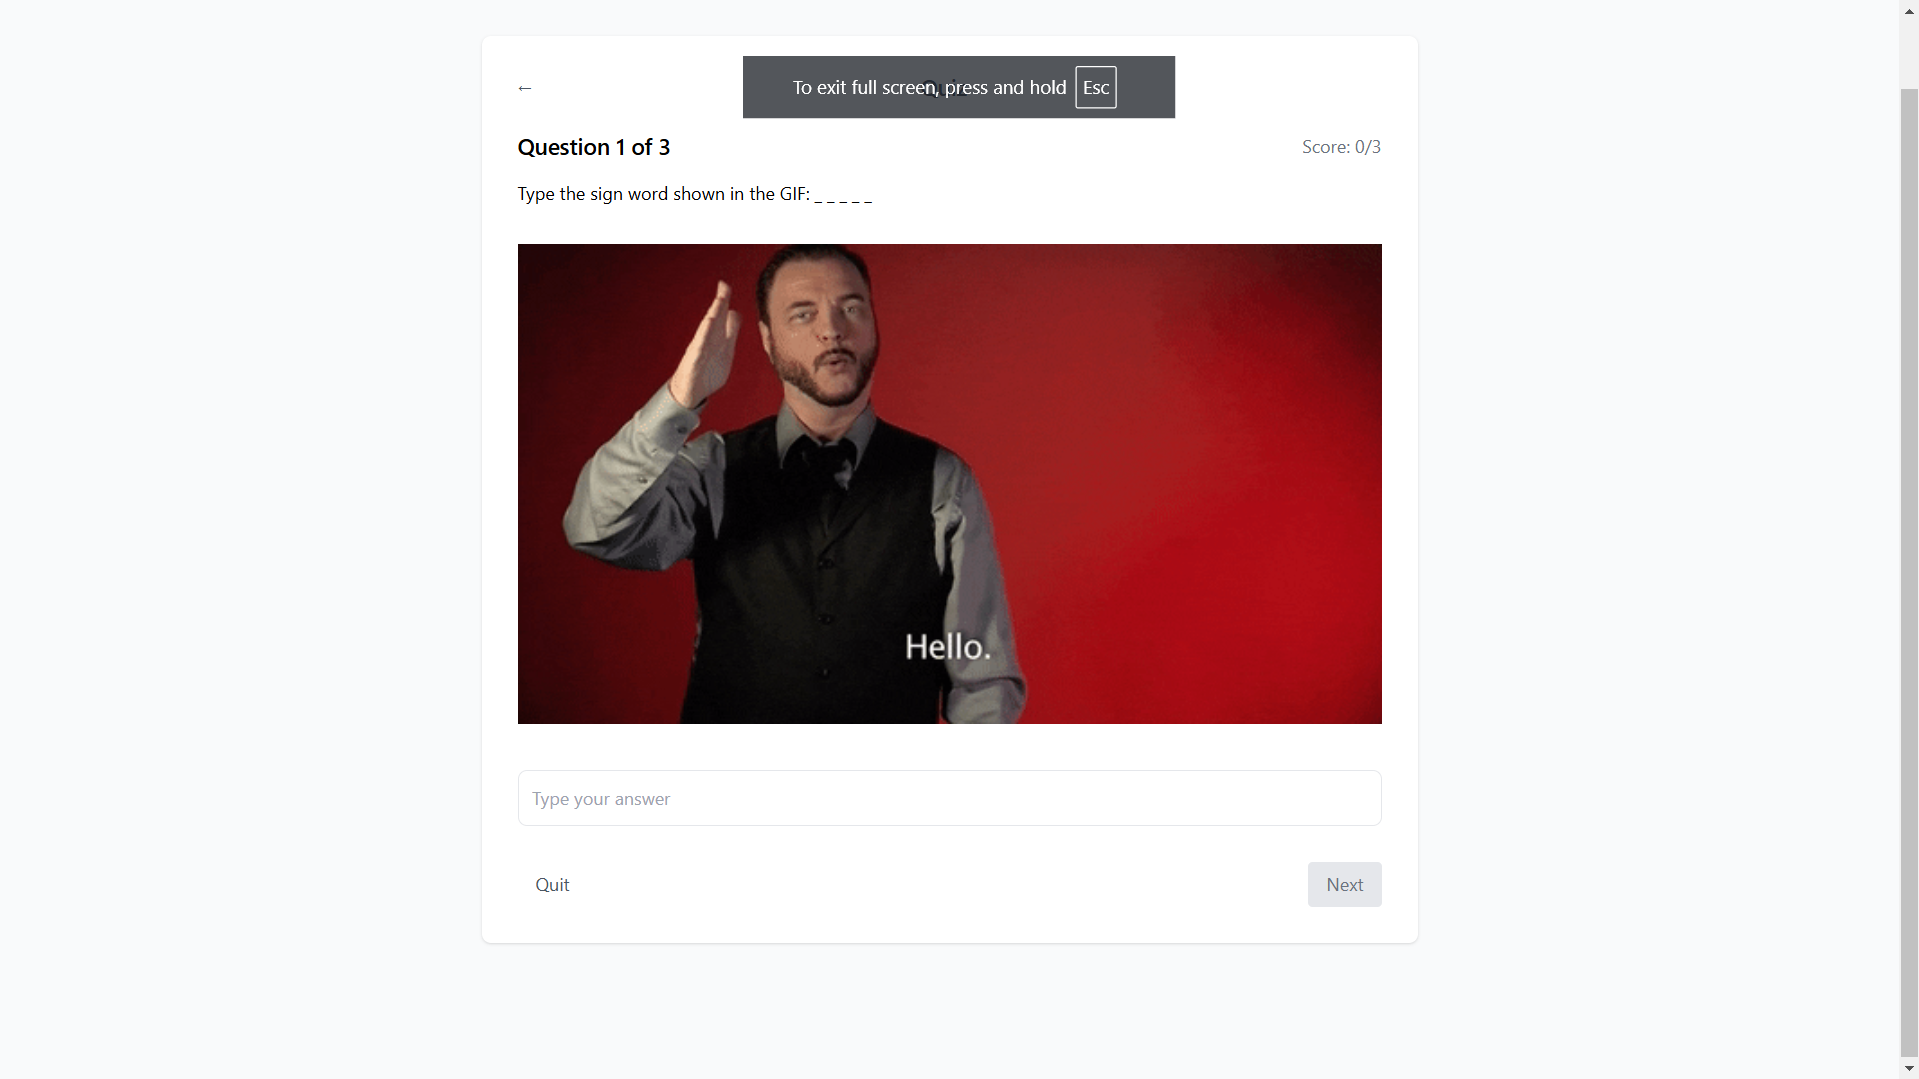 ←
To exit full screen, press and hold Esc
Question 1 of 3
Score: 0/3
Type the sign word shown in the GIF: _ _ _ _ _
Hello.
Type your answer
Quit
Next